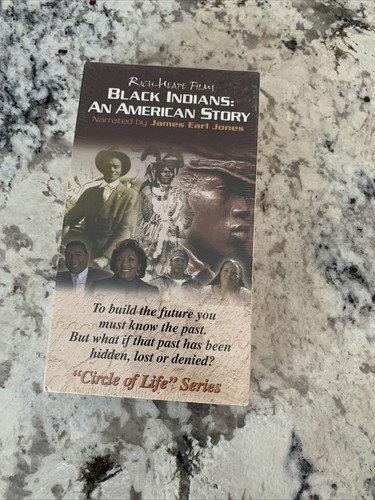 Rich-Heape Films
BLACK INDIANS:
AN AMERICAN STORY
Narrated by James Earl Jones
To build the future you
must know the past.
But what if that past has been
hidden, lost or denied?
"Circle of Life" Series